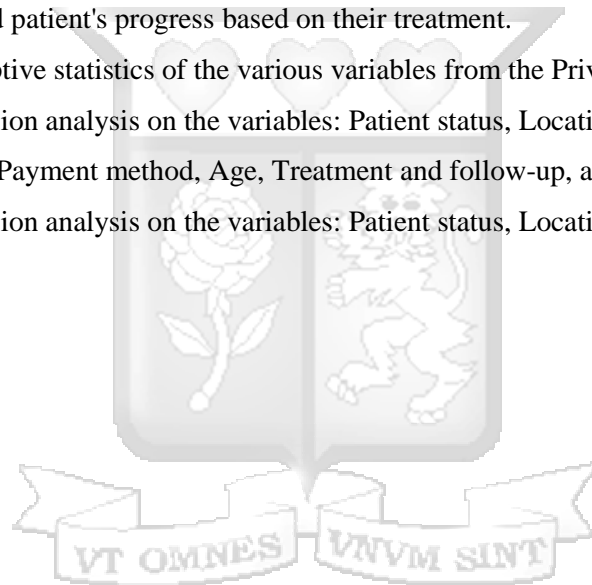 d patient's progress based on their treatment.
ptive statistics of the various variables from the Priv
ion analysis on the variables: Patient status, Locati
Payment method, Age, Treatment and follow-up, a
ion analysis on the variables: Patient status, Locati
VT OMNES VNVM SINT